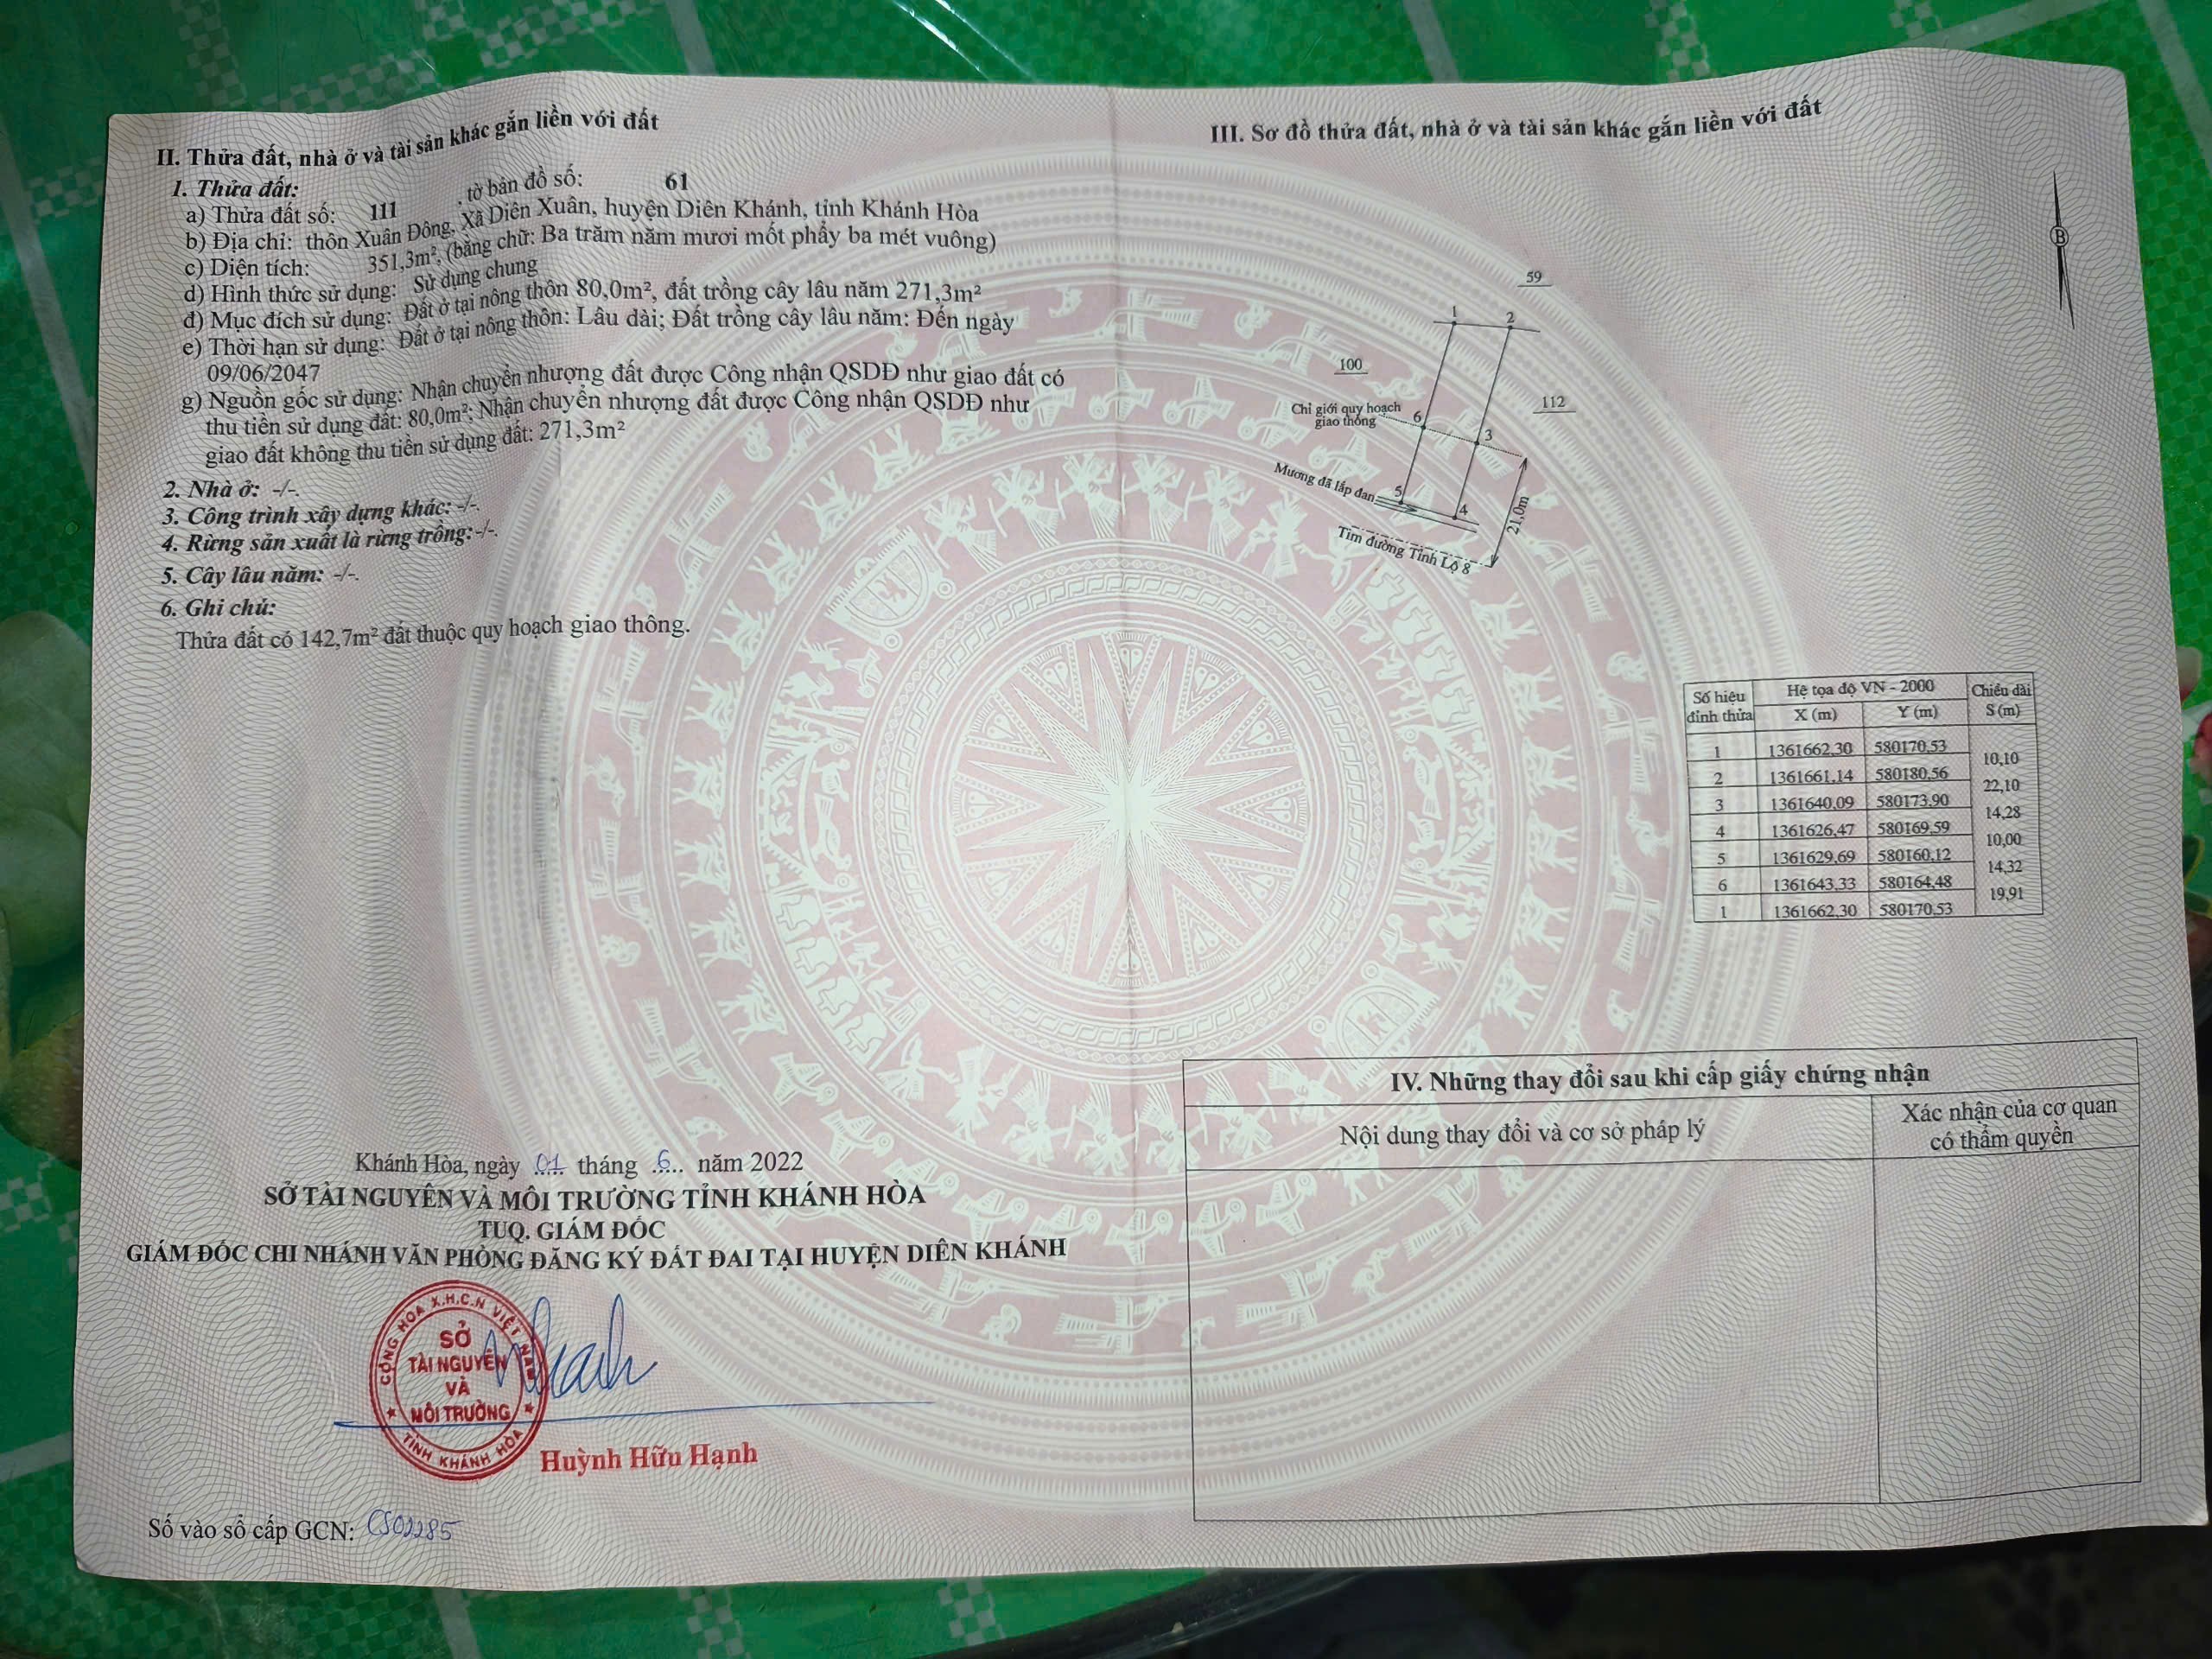 II. Thửa đất, nhà ở và tài sản khác gắn liền với đất
1. Thửa đất:
a) Thửa đất số: 111 , tờ bản đồ số: 61
b) Địa chỉ: thôn Xuân Đông, Xã Diên Xuân, huyện Diên Khánh, tỉnh Khánh Hòa
c) Diện tích: 351,3m², (bằng chữ: Ba trăm năm mươi mốt phẩy ba mét vuông)
d) Hình thức sử dụng: Sử dụng chung
đ) Mục đích sử dụng: Đất ở tại nông thôn 80,0m², đất trồng cây lâu năm 271,3m²
e) Thời hạn sử dụng: Đất ở tại nông thôn: Lâu dài; Đất trồng cây lâu năm: Đến ngày
09/06/2047
g) Nguồn gốc sử dụng: Nhận chuyển nhượng đất được Công nhận QSDĐ như giao đất có
thu tiền sử dụng đất: 80,0m²; Nhận chuyển nhượng đất được Công nhận QSDĐ như
giao đất không thu tiền sử dụng đất: 271,3m²
2. Nhà ở: -/-.
3. Công trình xây dựng khác: -/-.
4. Rừng sản xuất là rừng trồng:-/-.
5. Cây lâu năm: -/-.
6. Ghi chú:
Thửa đất có 142,7m² đất thuộc quy hoạch giao thông.
Khánh Hòa, ngày 01 tháng 6 năm 2022
SỞ TÀI NGUYÊN VÀ MÔI TRƯỜNG TỈNH KHÁNH HÒA
TUQ. GIÁM ĐỐC
GIÁM ĐỐC CHI NHÁNH VĂN PHÒNG ĐĂNG KÝ ĐẤT ĐAI TẠI HUYỆN DIÊN KHÁNH
CỘNG HÒA X.H.C.N VIỆT NAM
SỞ
TÀI NGUYÊN
VÀ
MÔI TRƯỜNG
TỈNH KHÁNH HÒA
Huỳnh Hữu Hạnh
Số vào sổ cấp GCN: CS02285
III. Sơ đồ thửa đất, nhà ở và tài sản khác gắn liền với đất
B
59
1 2
100
112
Chỉ giới quy hoạch
giao thông
6
3
Mương đã lắp đan
5
4
21,0m
Tim đường Tỉnh Lộ 8
Số hiệu đỉnh thửa Hệ tọa độ VN - 2000 Chiều dài
X (m) Y (m) S (m)
1 1361662,30 580170,53
10,10
2 1361661,14 580180,56
22,10
3 1361640,09 580173,90
14,28
4 1361626,47 580169,59
10,00
5 1361629,69 580160,12
14,32
6 1361643,33 580164,48
19,91
1 1361662,30 580170,53
IV. Những thay đổi sau khi cấp giấy chứng nhận
Nội dung thay đổi và cơ sở pháp lý
Xác nhận của cơ quan
có thẩm quyền